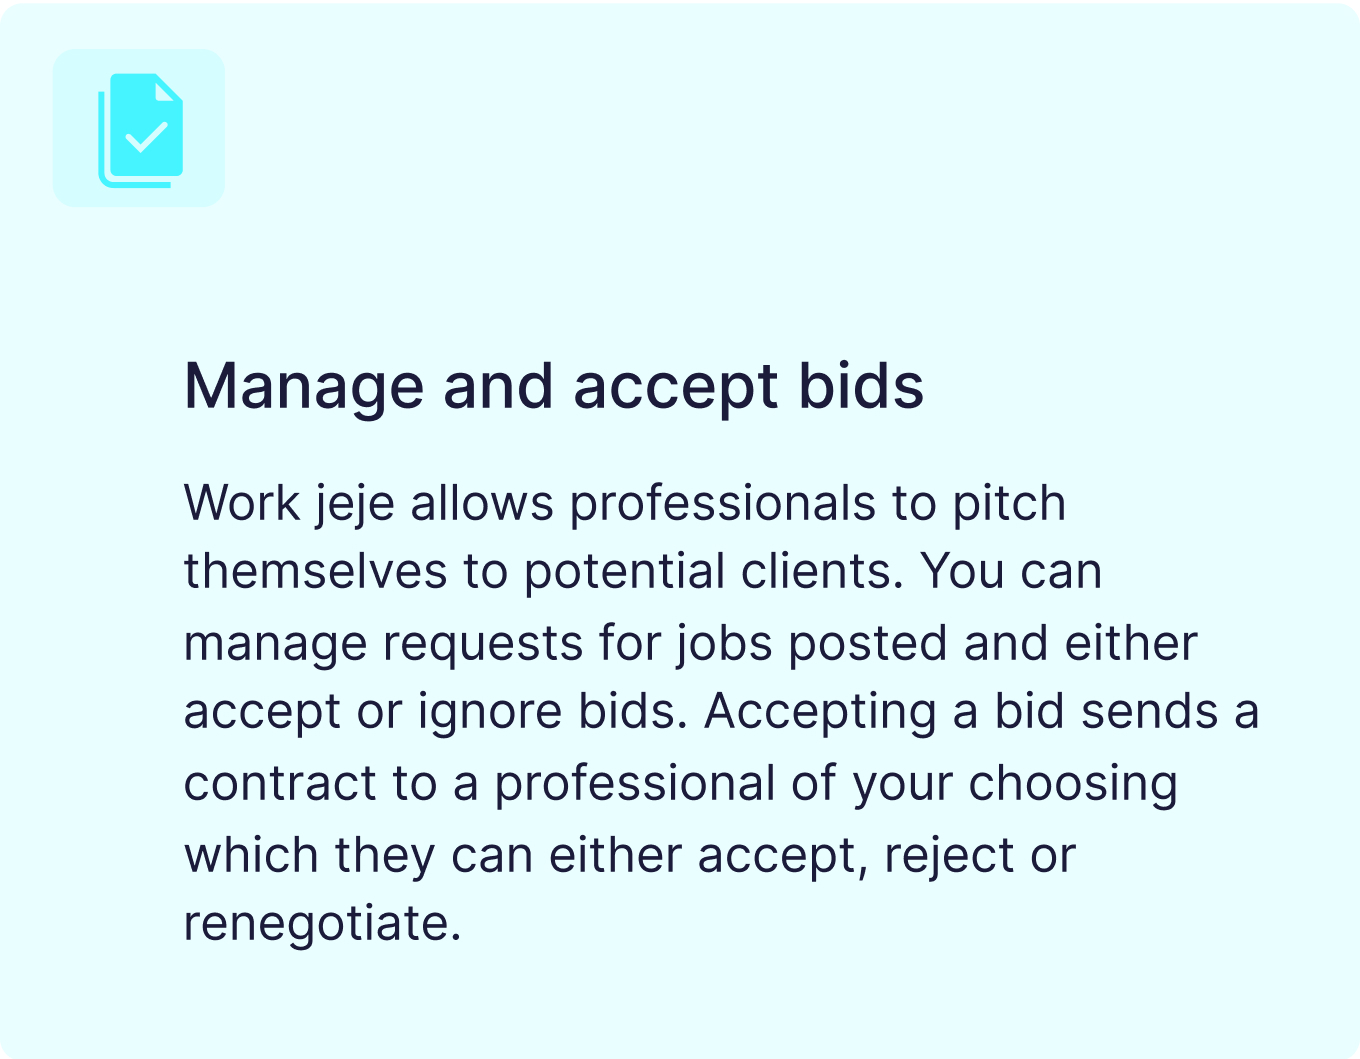 Manage and accept bids
Work jeje allows professionals to pitch
themselves to potential clients. You can
manage requests for jobs posted and either
accept or ignore bids. Accepting a bid sends a
contract to a professional of your choosing
which they can either accept, reject or
renegotiate.